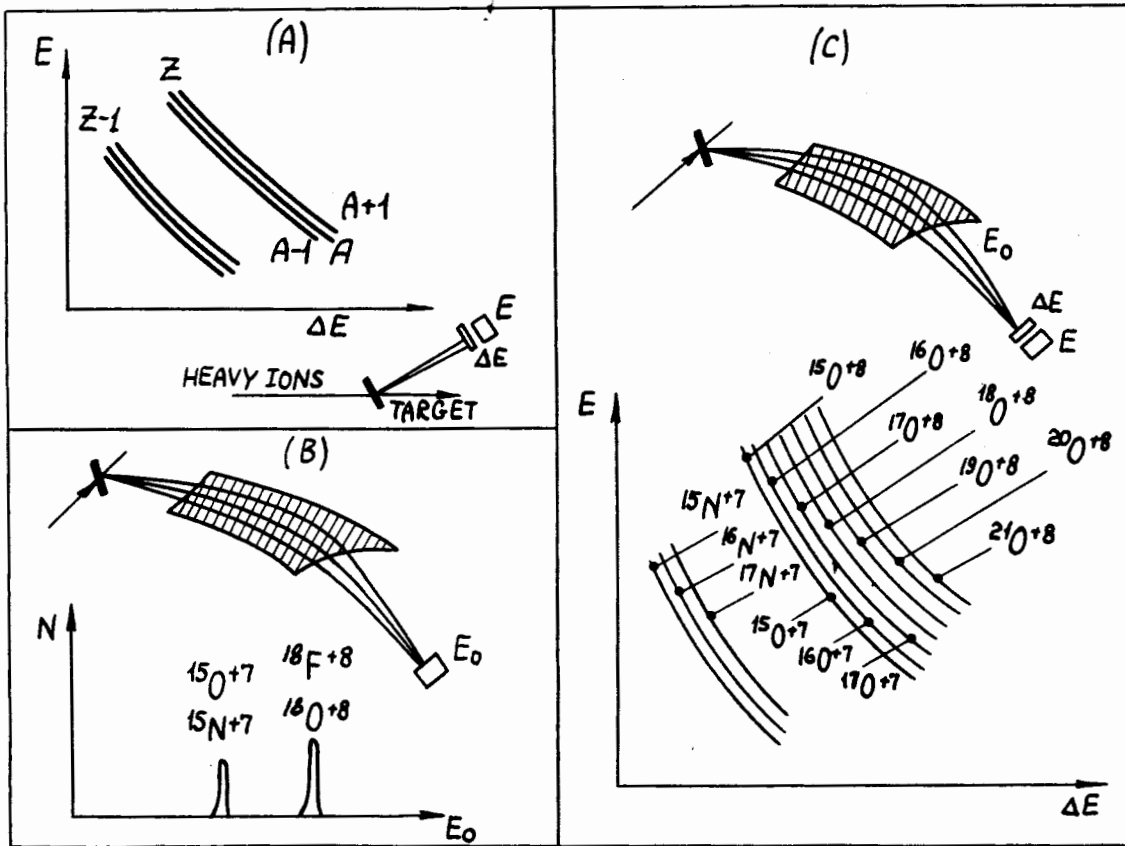 (A)
E
Z
Z-1
A+1
A-1
A
ΔE
E
ΔE
HEAVY IONS
TARGET
(B)
E₀
N
¹⁵O⁺⁷
¹⁸F⁺⁸
¹⁵N⁺⁷
¹⁸O⁺⁸
E₀
(C)
E₀
ΔE
E
E
¹⁵O⁺⁸
¹⁶O⁺⁸
¹⁷O⁺⁸
¹⁸O⁺⁸
¹⁹O⁺⁸
²⁰O⁺⁸
²¹O⁺⁸
¹⁵N⁺⁷
¹⁶N⁺⁷
¹⁷N⁺⁷
¹⁵O⁺⁷
¹⁶O⁺⁷
¹⁷O⁺⁷
ΔE